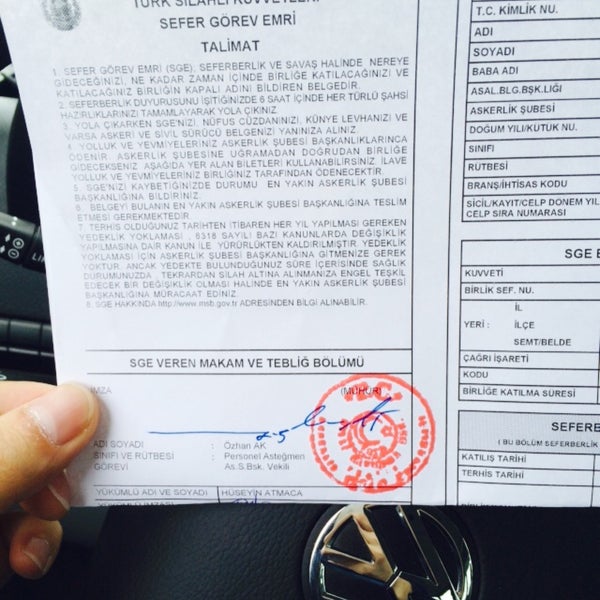 TÜRK SİLAHLI KUVVETLERİ
SEFER GÖREV EMRİ
TALİMAT
1. SEFER GÖREV EMRİ (SGE): SEFERBERLİK VE SAVAŞ HALİNDE NEREYE
GİDECEĞİNİZİ, NE KADAR ZAMAN İÇİNDE BİRLİĞE KATILACAĞINIZI VE
KATILACAĞINIZ BİRLİĞİN KAPALI ADINI BİLDİREN BELGEDİR.
2. SEFERBERLİK DUYURUSUNU İŞİTİĞİNİZDE 6 SAAT İÇİNDE HER TÜRLÜ ŞAHSİ
HAZIRLIKLARINIZI TAMAMLAYARAK YOLA ÇIKINIZ.
3. YOLA ÇIKARKEN SGE'NİZİ, NÜFUS CÜZDANINIZI, KÜNYE LEVHANIZI VE
VARSA ASKERİ VE SİVİL SÜRÜCÜ BELGENİZİ YANINIZA ALINIZ.
4. YOLLUK VE YEVMİYELERİNİZ ASKERLİK ŞUBESİ BAŞKANLIKLARINCA
ÖDENİR. ASKERLİK ŞUBESİNE UĞRAMADAN DOĞRUDAN BİRLİĞE
GİDECEKSENİZ AŞAĞIDA YER ALAN BİLETLERİ KULLANABİLİRSİNİZ. İLAVE
YOLLUK VE YEVMİYELERİNİZ BİRLİĞİNİZ TARAFINDAN ÖDENECEKTİR.
5. SGE'NİZİ KAYBETİĞİNİZDE DURUMU EN YAKIN ASKERLİK ŞUBESİ
BAŞKANLIĞINA BİLDİRİNİZ.
6. BELGEYİ BULANIN EN YAKIN ASKERLİK ŞUBESİ BAŞKANLIĞINA TESLİM
ETMESİ GEREKMEKTEDİR.
7. TERHİS OLDUĞUNUZ TARİHTEN İTİBAREN HER YIL YAPILMASI GEREKEN
YEDEKLİK YOKLAMASI, 6318 SAYILI BAZI KANUNLARDA DEĞİŞİKLİK
YAPILMASINA DAİR KANUN İLE YÜRÜRLÜKTEN KALDIRILMIŞTIR. YEDEKLİK
YOKLAMASI İÇİN ASKERLİK ŞUBESİ BAŞKANLIĞINA GİTMENİZE GEREK
YOKTUR. ANCAK YEDEKTE BULUNDUĞUNUZ SÜRE İÇERİSİNDE SAĞLIK
DURUMUNUZDA, TEKRARDAN SİLAH ALTINA ALINMANIZA ENGEL TEŞKİL
EDECEK BİR DEĞİŞİKLİK OLMASI HALİNDE EN YAKIN ASKERLİK ŞUBESİ
BAŞKANLIĞINA MÜRACAAT EDİNİZ.
8. SGE HAKKINDA http://www.msb.gov.tr ADRESİNDEN BİLGİ ALINABİLİR.
SGE VEREN MAKAM VE TEBLİĞ BÖLÜMÜ
İMZA
(MÜHÜR)
T.C.
ADI SOYADI : Özhan AK
SINIFI VE RÜTBESİ : Personel Asteğmen
GÖREVİ As.Ş.Bşk. Vekili
YÜKÜMLÜ ADI VE SOYADI HÜSEYİN ATMACA
YÜKÜMLÜ İMZASI
T.C. KİMLİK NU.
ADI
SOYADI
BABA ADI
ASAL.BLG.BŞK.LIĞI
ASKERLİK ŞUBESİ
DOĞUM YILI/KUTUK NU.
SINIFI
RÜTBESİ
BRANŞ/İHTİSAS KODU
SİCİL/KAYIT/CELP DÖNEM YIL
CELP SIRA NUMARASI
SGE
KUVVETİ
BİRLİK SEF. NU.
İL
YERİ : İLÇE
SEMT/BELDE
ÇAĞRI İŞARETİ
KODU
BİRLİĞE KATILMA SÜRESİ
SEFERBE
( BU BÖLÜM SEFERBERLİK
KATILIŞ TARİHİ
TERHİS TARİHİ